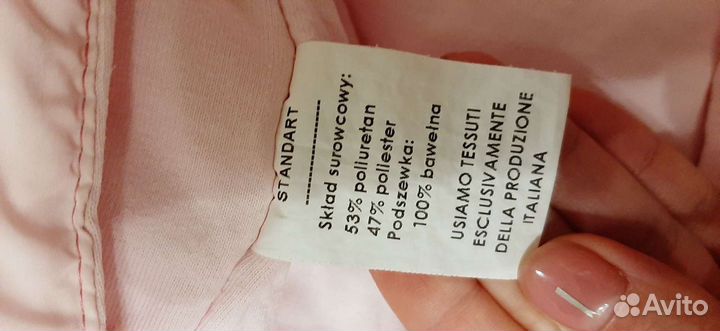 STANDART
--------------------
Skład surowcowy:
53% poliuretan
47% poliester
Podszewka:
100% bawełna
USIAMO TESSUTI
ESCLUSIVAMENTE
DELLA PRODUZIONE
ITALIANA
Avito